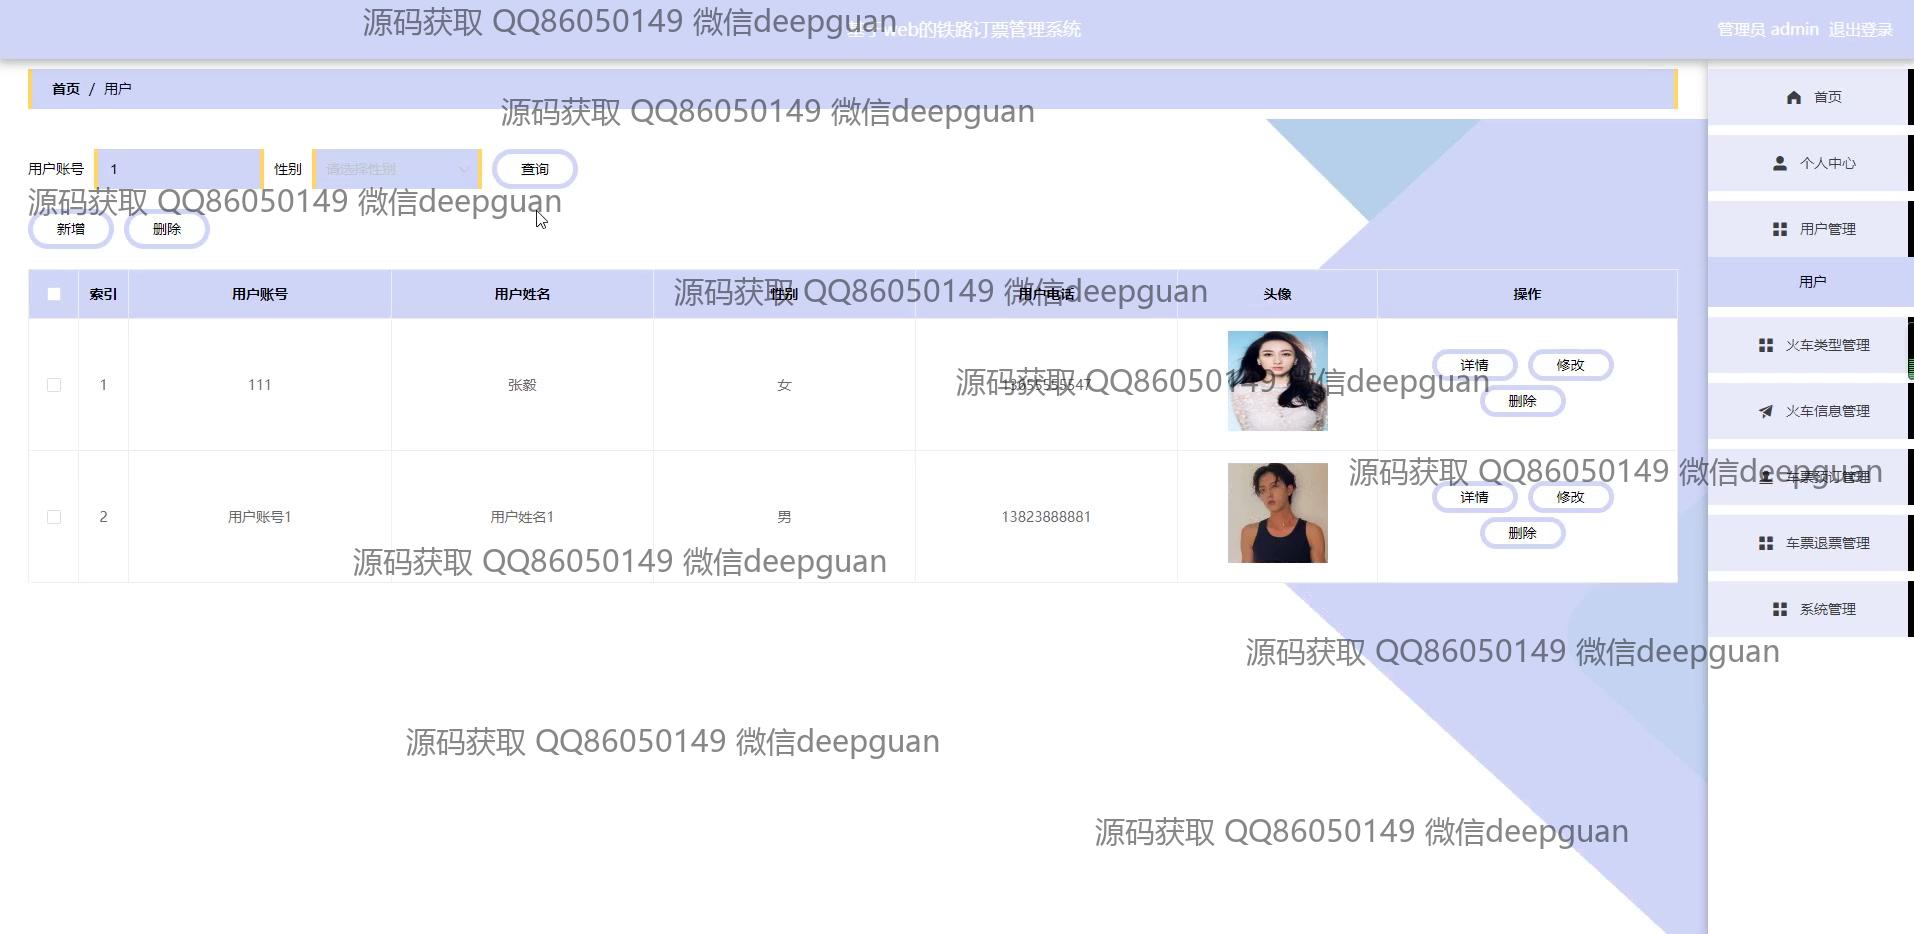 源码获取 QQ86050149 微信deepguan
基于web的铁路订票管理系统
管理员 admin 退出登录
首页 / 用户
首页
源码获取 QQ86050149 微信deepguan
用户账号 1 性别 请选择性别 查询
个人中心
源码获取 QQ86050149 微信deepguan
新增 删除
用户管理
用户
源码获取 QQ86050149 微信deepguan
索引 用户账号 用户姓名 性别 用户电话 头像 操作
火车类型管理
1 111 张毅 女 13655555547 详情 修改
删除
源码获取 QQ86050149 微信deepguan
火车信息管理
源码获取 QQ86050149 微信deepguan
车票预订管理
2 用户账号1 用户姓名1 男 13823888881 详情 修改
删除
车票退票管理
源码获取 QQ86050149 微信deepguan
系统管理
源码获取 QQ86050149 微信deepguan
源码获取 QQ86050149 微信deepguan
源码获取 QQ86050149 微信deepguan